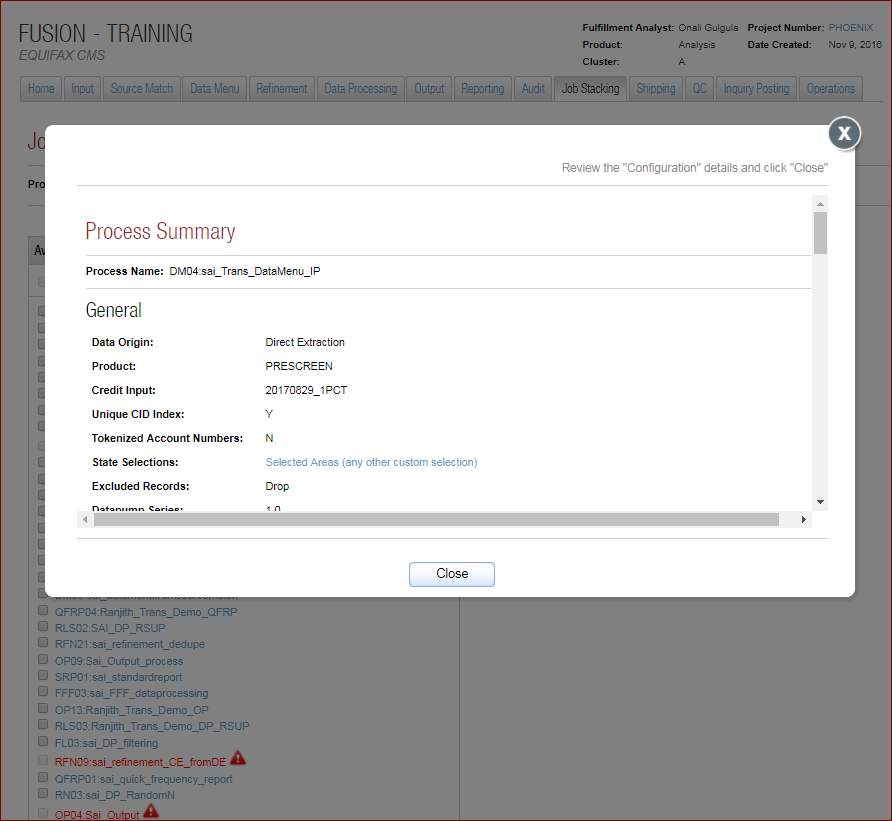 FUSION - TRAINING
EQUIFAX CMS
Fulfillment Analyst: Onali Gulgula Project Number: PHOENIX
Product: Analysis Date Created: Nov 9, 2016
Cluster: A
Home Input Source Match Data Menu Refinement Data Processing Output Reporting Audit Job Stacking Shipping QC Inquiry Posting Operations
Jo
X
Review the "Configuration" details and click "Close"
Pro
Process Summary
Av
Process Name: DM04:sai_Trans_DataMenu_IP
General
Data Origin: Direct Extraction
Product: PRESCREEN
Credit Input: 20170829_1PCT
Unique CID Index: Y
Tokenized Account Numbers: N
State Selections: Selected Areas (any other custom selection)
Excluded Records: Drop
Datapump Series: 1.0
Close
QFRP04:Ranjith_Trans_Demo_QFRP
RLS02:SAI_DP_RSUP
RFN21:sai_refinement_dedupe
OP09:Sai_Output_process
SRP01:sai_standardreport
FFF03:sai_FFF_dataprocessing
OP13:Ranjith_Trans_Demo_OP
RLS03:Ranjith_Trans_Demo_DP_RSUP
FL03:sai_DP_filtering
RFN09:sai_refinement_CE_fromDE
QFRP01:sai_quick_frequency_report
RN03:sai_DP_RandomN
OP04:Sai_Output